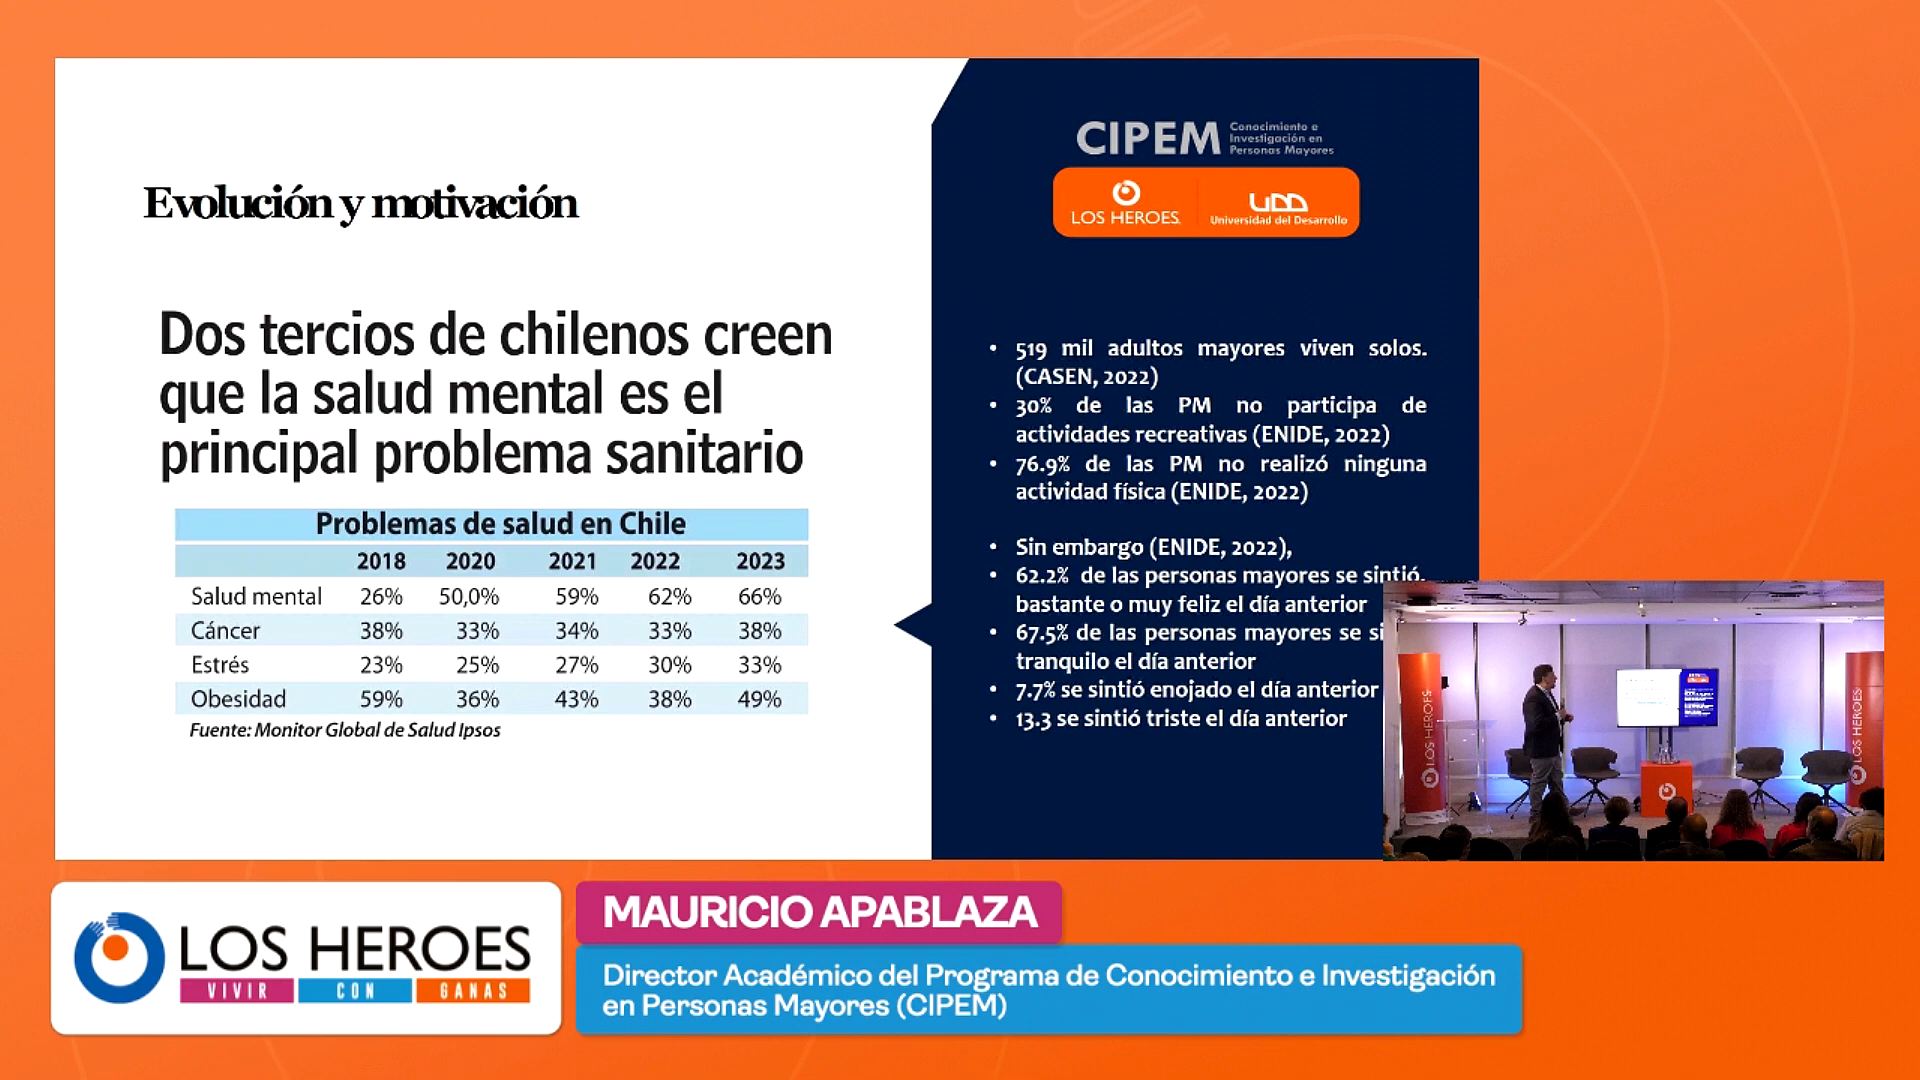 Evolución y motivación
Dos tercios de chilenos creen
que la salud mental es el
principal problema sanitario
Problemas de salud en Chile
2018 2020 2021 2022 2023
Salud mental 26% 50,0% 59% 62% 66%
Cáncer 38% 33% 34% 33% 38%
Estrés 23% 25% 27% 30% 33%
Obesidad 59% 36% 43% 38% 49%
Fuente: Monitor Global de Salud Ipsos
CIPEM
Conocimiento e
Investigación en
Personas Mayores
LOS HEROES
UDD
Universidad del Desarrollo
• 519 mil adultos mayores viven solos.
(CASEN, 2022)
• 30% de las PM no participa de
actividades recreativas (ENIDE, 2022)
• 76.9% de las PM no realizó ninguna
actividad física (ENIDE, 2022)
• Sin embargo (ENIDE, 2022),
• 62.2% de las personas mayores se sintió
bastante o muy feliz el día anterior
• 67.5% de las personas mayores se si
tranquilo el día anterior
• 7.7% se sintió enojado el día anterior
• 13.3 se sintió triste el día anterior
LOS HEROES
LOS HEROES
LOS HEROES
VIVIR CON GANAS
MAURICIO APABLAZA
Director Académico del Programa de Conocimiento e Investigación
en Personas Mayores (CIPEM)